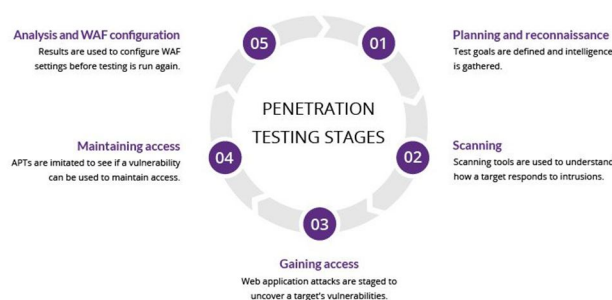 PENETRATION
TESTING STAGES
01
Planning and reconnaissance
Test goals are defined and intelligence
is gathered.
02
Scanning
Scanning tools are used to understand
how a target responds to intrusions.
03
Gaining access
Web application attacks are staged to
uncover a target's vulnerabilities.
04
Maintaining access
APTs are imitated to see if a vulnerability
can be used to maintain access.
05
Analysis and WAF configuration
Results are used to configure WAF
settings before testing is run again.